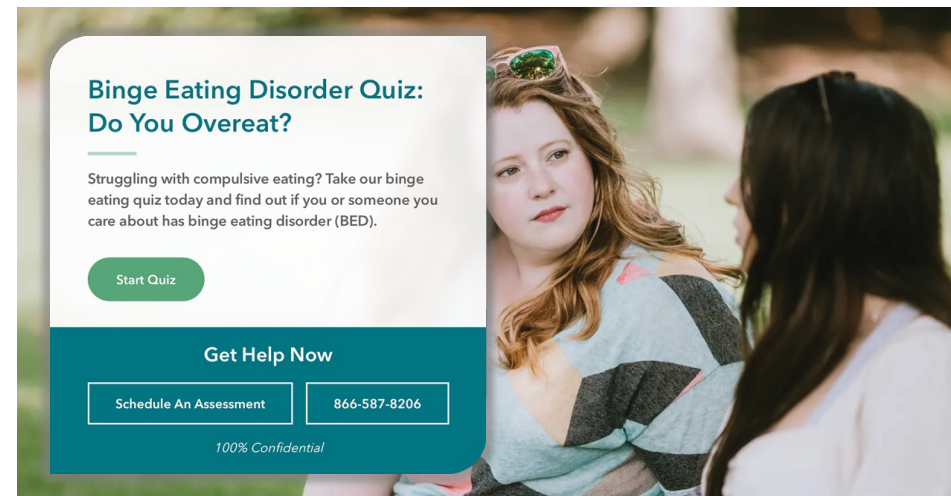 Binge Eating Disorder Quiz:
Do You Overeat?
Struggling with compulsive eating? Take our binge
eating quiz today and find out if you or someone you
care about has binge eating disorder (BED).
Start Quiz
Get Help Now
Schedule An Assessment
866-587-8206
100% Confidential